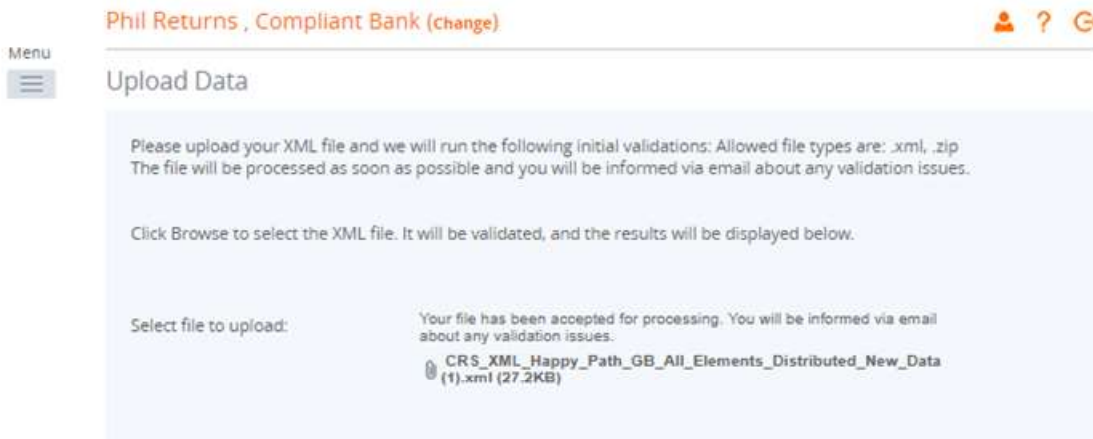 Phil Returns , Compliant Bank (Change)
?
Menu
Upload Data
Please upload your XML file and we will run the following initial validations: Allowed file types are: .xml, .zip
The file will be processed as soon as possible and you will be informed via email about any validation issues.
Click Browse to select the XML file. It will be validated, and the results will be displayed below.
Select file to upload:
Your file has been accepted for processing. You will be informed via email
about any validation issues.
CRS_XML_Happy_Path_GB_All_Elements_Distributed_New_Data
(1).xml (27.2KB)